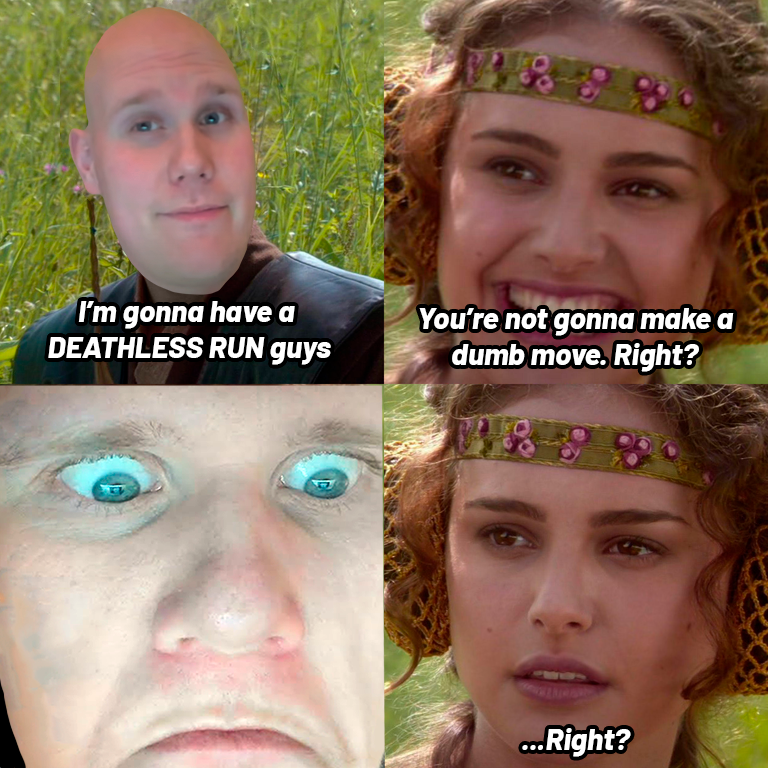 I'm gonna have a
DEATHLESS RUN guys
You're not gonna make a
dumb move. Right?
...Right?